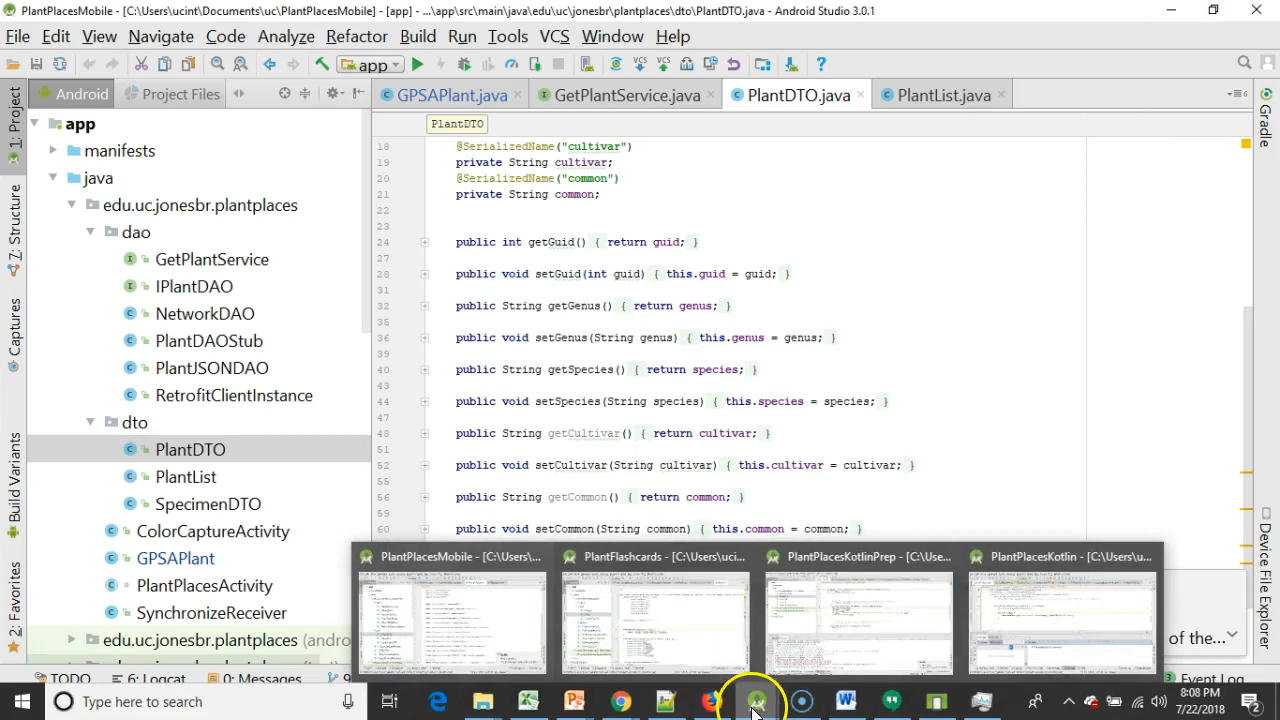 PlantPlacesMobile - [C:\Users\ucint\Documents\uc\PlantPlacesMobile] - [app] - ...\app\src\main\java\edu\uc\jonesbr\plantplaces\dto\PlantDTO.java - Android Studio 3.0.1
File Edit View Navigate Code Analyze Refactor Build Run Tools VCS Window Help
app
Android Project Files
GPSAPlant.java GetPlantService.java PlantDTO.java PlantList.java
PlantDTO
1: Project
7: Structure
Captures
Build Variants
2: Favorites
Gradle
Device File Explorer
app
manifests
java
edu.uc.jonesbr.plantplaces
dao
GetPlantService
IPlantDAO
NetworkDAO
PlantDAOStub
PlantJSONDAO
RetrofitClientInstance
dto
PlantDTO
PlantList
SpecimenDTO
ColorCaptureActivity
GPSAPlant
PlantPlacesActivity
SynchronizeReceiver
edu.uc.jonesbr.plantplaces (andro
18 @SerializedName("cultivar")
19 private String cultivar;
20 @SerializedName("common")
21 private String common;
22
23
24 public int getGuid() { return guid; }
27
28 public void setGuid(int guid) { this.guid = guid; }
31
32 public String getGenus() { return genus; }
35
36 public void setGenus(String genus) { this.genus = genus; }
39
40 public String getSpecies() { return species; }
43
44 public void setSpecies(String species) { this.species = species; }
47
48 public String getCultivar() { return cultivar; }
51
52 public void setCultivar(String cultivar) { this.cultivar = cultivar; }
55
56 public String getCommon() { return common; }
59
60 public void setCommon(String common) { this.common = common; }
PlantPlacesMobile - [C:\Users\... PlantFlashcards - [C:\Users\uci... PlantPlacesKotlinPrep - [C:\Use... PlantPlacesKotlin - [C:\Users\u...
of the...
TODO 6: Logcat 0: Messages 9 3 Event Log
Type here to search
8:08 PM
7/22/2018
2